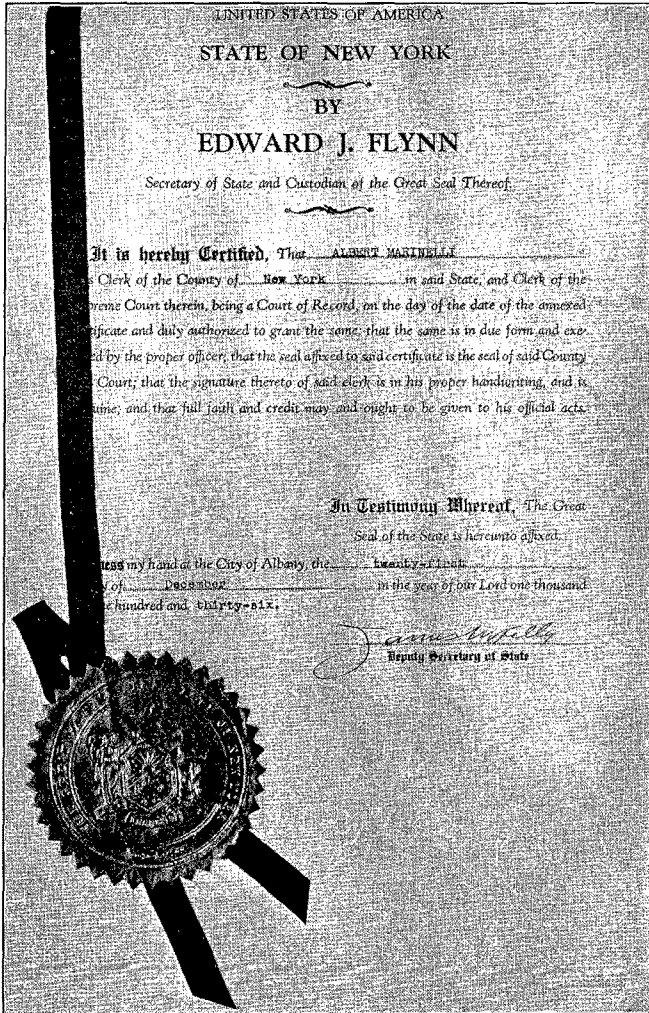 UNITED STATES OF AMERICA
STATE OF NEW YORK
BY
EDWARD J. FLYNN
Secretary of State and Custodian of the Great Seal Thereof.
It is hereby Certified, That ALBERT MARINELLI
Clerk of the County of New York in said State, and Clerk of the
preme Court therein, being a Court of Record, on the day of the date of the annexed
tificate and duly authorized to grant the same; that the same is in due form and exe-
ed by the proper officer; that the seal affixed to said certificate is the seal of said County
Court; that the signature thereto of said clerk is in his proper handwriting, and is
uine; and that full faith and credit may and ought to be given to his official acts.
In Testimony Whereof, The Great
Seal of the State is hereunto affixed.
ness my hand at the City of Albany, the twenty-first
y of December in the year of our Lord one thousand
e hundred and thirty-six.
Deputy Secretary of State